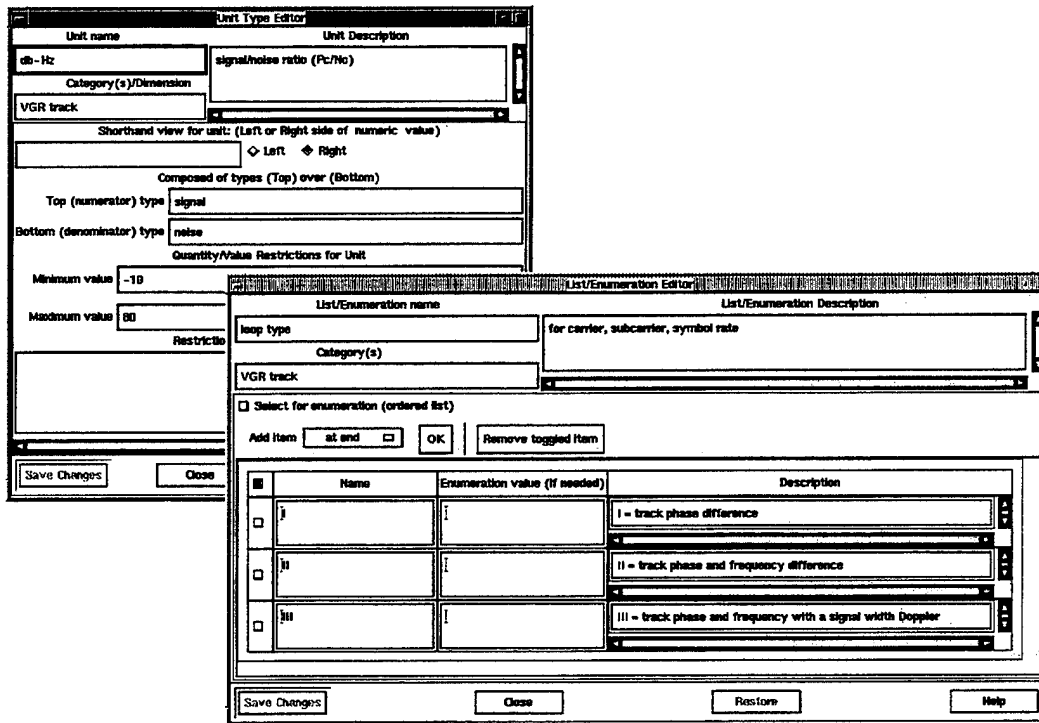 Unit Type Editor
Unit name
Unit Description
db-Hz
signal/noise ratio (Pc/No)
Category(s)/Dimension
VGR track
Shorthand view for unit: (Left or Right side of numeric value)
Left Right
Composed of types (Top) over (Bottom)
Top (numerator) type signal
Bottom (denominator) type noise
Quantity/Value Restrictions for Unit
Minimum value -10
Maximum value 80
Restrictio
Save Changes Close
List/Enumeration Editor
List/Enumeration name
List/Enumeration Description
loop type
for carrier, subcarrier, symbol rate
Category(s)
VGR track
Select for enumeration (ordered list)
Add item at end OK Remove toggled item
Name Enumeration value (if needed) Description
I I = track phase difference
II II = track phase and frequency difference
III III = track phase and frequency with a signal width Doppler
Save Changes Close Restore Help